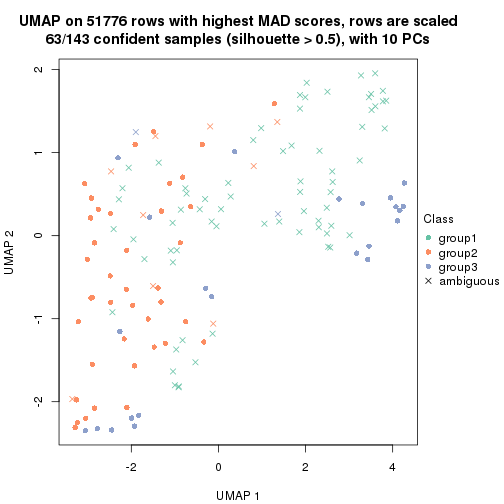 UMAP on 51776 rows with highest MAD scores, rows are scaled
63/143 confident samples (silhouette > 0.5), with 10 PCs
2
1
0
-1
-2
UMAP 2
-2
0
2
4
UMAP 1
Class
group1
group2
group3
ambiguous